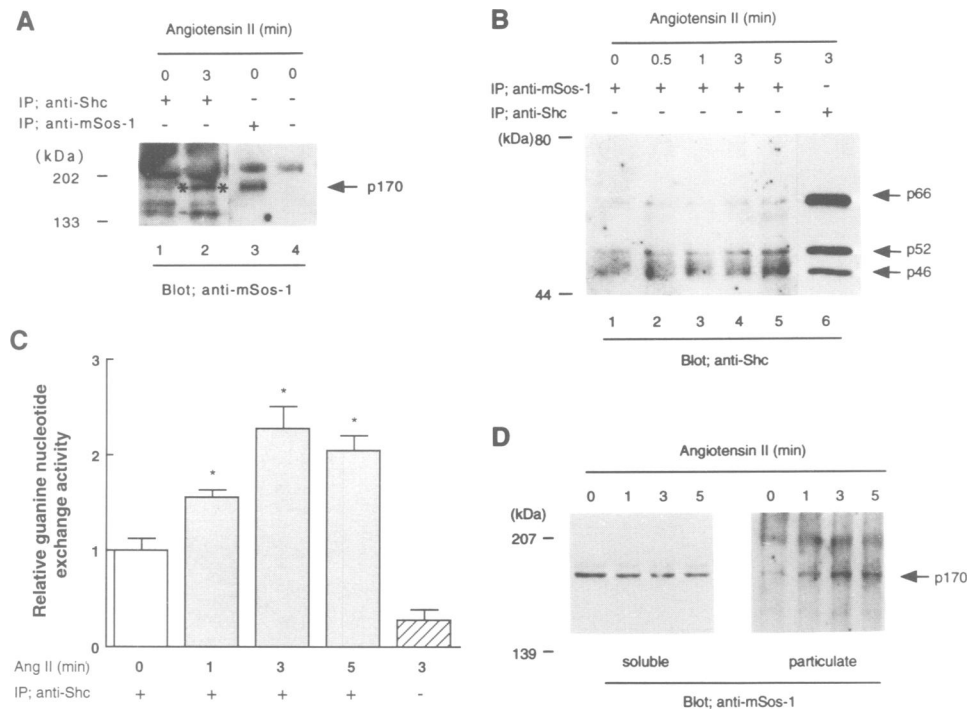 A
Angiotensin II (min)
0 3 0 0
IP; anti-Shc + + - -
IP; anti-mSos-1 - - + -
(kDa)
202
* *
p170
133
1 2 3 4
Blot; anti-mSos-1
B
Angiotensin II (min)
0 0.5 1 3 5 3
IP; anti-mSos-1 + + + + + -
IP; anti-Shc - - - - - +
(kDa) 80
p66
p52
p46
44
1 2 3 4 5 6
Blot; anti-Shc
C
Relative guanine nucleotide
exchange activity
3
2
1
0
* * *
Ang II (min) 0 1 3 5 3
IP; anti-Shc + + + + -
D
Angiotensin II (min)
0 1 3 5 0 1 3 5
(kDa)
207
p170
139
soluble particulate
Blot; anti-mSos-1